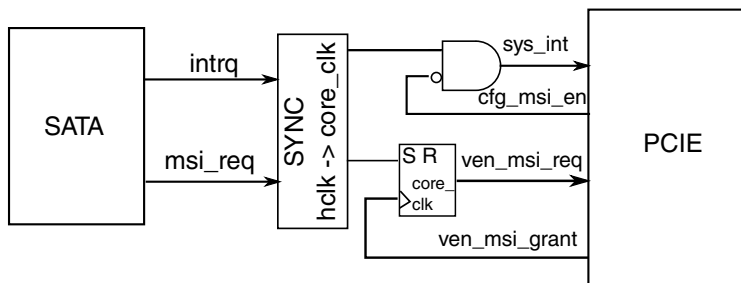 SATA
intrq
msi_req
SYNC
hclk -> core_clk
sys_int
cfg_msi_en
S R
core_
clk
ven_msi_req
ven_msi_grant
PCIE